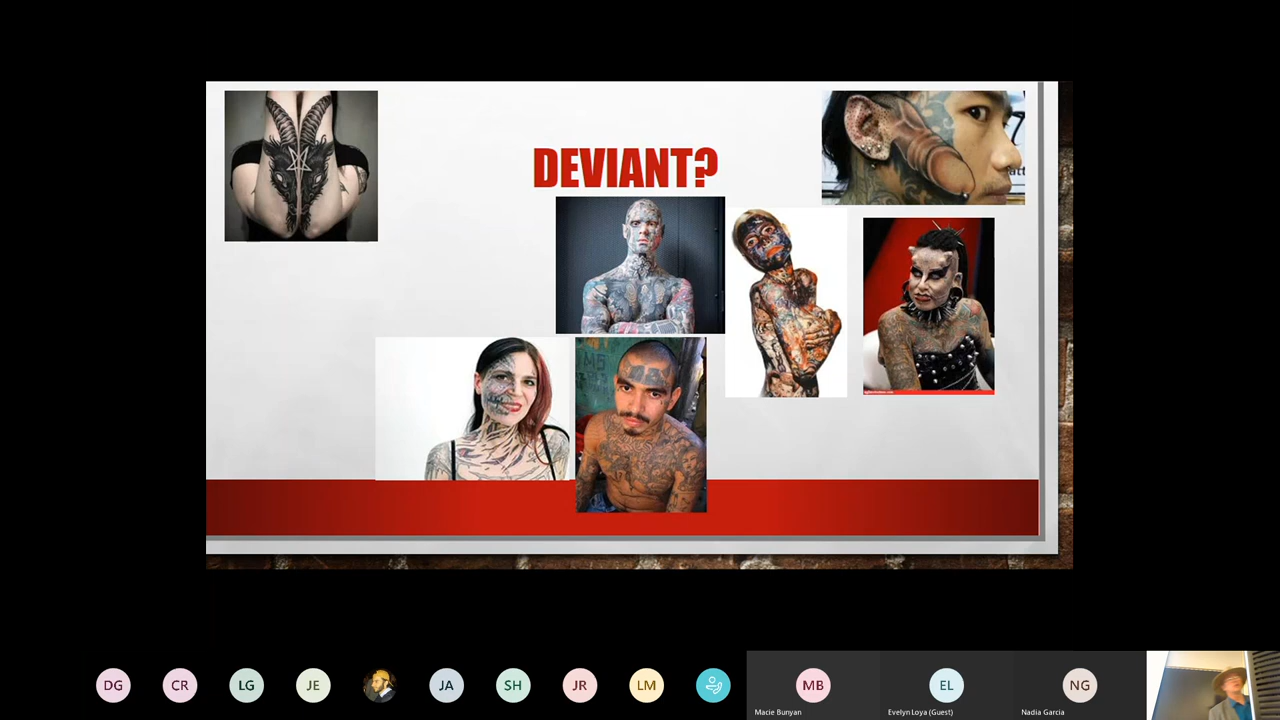 DEVIANT?
DG
CR
LG
JE
JA
SH
JR
LM
MB
EL
NG
Macie Bunyan
Evelyn Loya (Guest)
Nadia Garcia